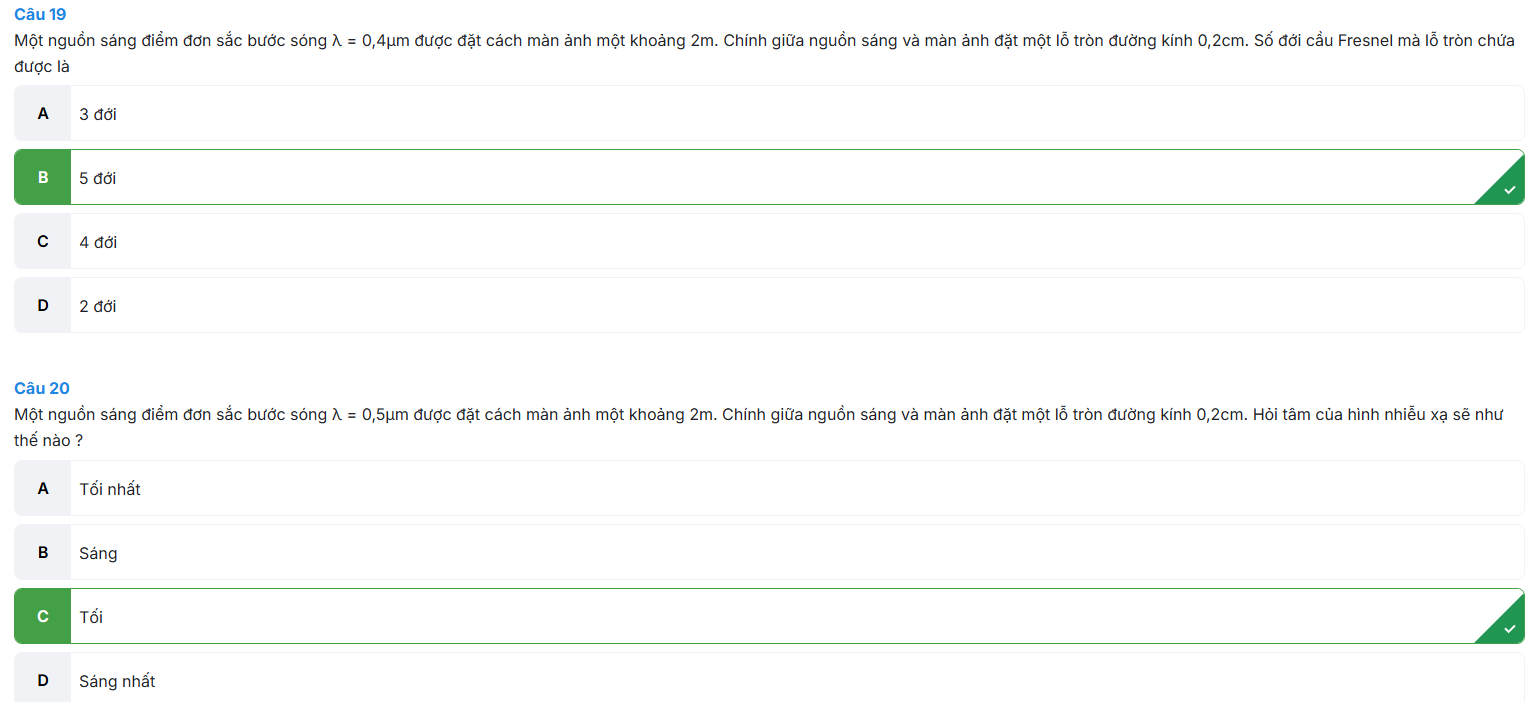 Câu 19
Một nguồn sáng điểm đơn sắc bước sóng λ = 0,4μm được đặt cách màn ảnh một khoảng 2m. Chính giữa nguồn sáng và màn ảnh đặt một lỗ tròn đường kính 0,2cm. Số đới cầu Fresnel mà lỗ tròn chứa
được là
A 3 đới
B 5 đới
C 4 đới
D 2 đới
Câu 20
Một nguồn sáng điểm đơn sắc bước sóng λ = 0,5μm được đặt cách màn ảnh một khoảng 2m. Chính giữa nguồn sáng và màn ảnh đặt một lỗ tròn đường kính 0,2cm. Hỏi tâm của hình nhiễu xạ sẽ như
thế nào ?
A Tối nhất
B Sáng
C Tối
D Sáng nhất